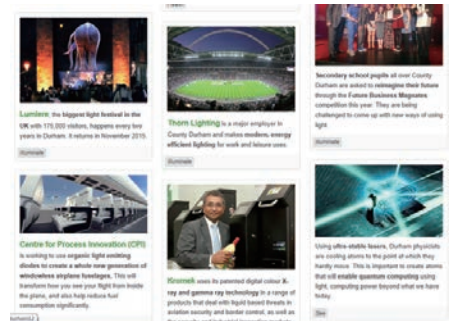 Lumiere, the biggest light festival in the
UK with 175,000 visitors, happens every two
years in Durham. It returns in November 2015.
illuminate
Centre for Process Innovation (CPI)
is working to use organic light emitting
diodes to create a whole new generation of
windowless airplane fuselages. This will
transform how you see your flight from inside
the plane, and also help reduce fuel
consumption significantly.
Thorn Lighting is a major employer in
County Durham and makes modern, energy
efficient lighting for work and leisure uses.
illuminate
Kromek uses its patented digital colour X-
ray and gamma ray technology in a range of
products that deal with liquid based threats in
aviation security and border control, as well as
Secondary school pupils all over County
Durham are asked to reimagine their future
through the Future Business Magnates
competition this year. They are being
challenged to come up with new ways of using
light.
illuminate
Using ultra-stable lasers, Durham physicists
are cooling atoms to the point at which they
hardly move. This is important to create atoms
that will enable quantum computing using
light, computing power beyond what we have
today.
See